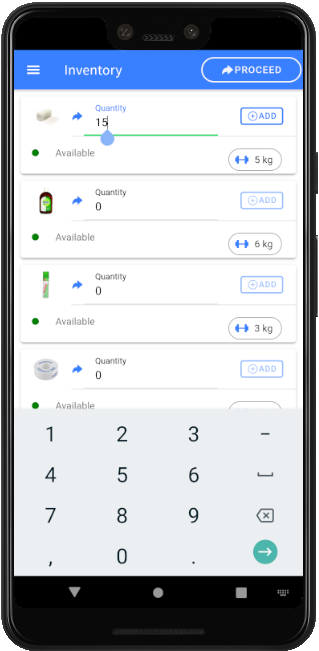 Inventory
PROCEED
Quantity
15
ADD
Available
5 kg
Quantity
0
ADD
Available
6 kg
Quantity
0
ADD
Available
3 kg
Quantity
0
ADD
Available
1 2 3 –
4 5 6
7 8 9
, 0 .